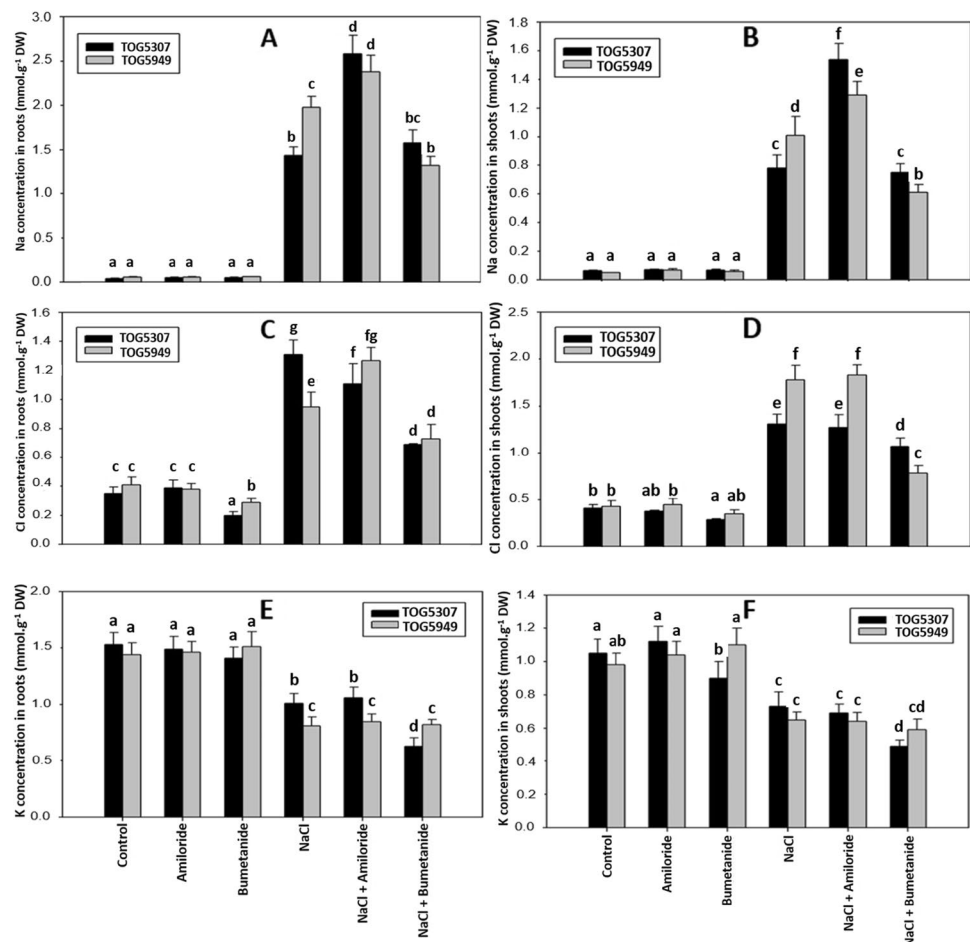 A
TOG5307
TOG5949
Na concentration in roots (mmol.g⁻¹ DW)
3.0
2.5
2.0
1.5
1.0
0.5
0.0
a a a a a a b c d d bc b
B
TOG5307
TOG5949
Na concentration in shoots (mmol.g⁻¹ DW)
1.8
1.6
1.4
1.2
1.0
0.8
0.6
0.4
0.2
0.0
a a a a a a c d f e c b
C
TOG5307
TOG5949
Cl concentration in roots (mmol.g⁻¹ DW)
1.6
1.4
1.2
1.0
0.8
0.6
0.4
0.2
0.0
c c c c a b g e f fg d d
D
TOG5307
TOG5949
Cl concentration in shoots (mmol.g⁻¹ DW)
2.5
2.0
1.5
1.0
0.5
0.0
b b ab b a ab e f e f d c
E
TOG5307
TOG5949
K concentration in roots (mmol.g⁻¹ DW)
2.0
1.5
1.0
0.5
0.0
a a a a a a b c b c d c
Control
Amiloride
Bumetanide
NaCl
NaCl + Amiloride
NaCl + Bumetanide
F
TOG5307
TOG5949
K concentration in shoots (mmol.g⁻¹ DW)
1.4
1.2
1.0
0.8
0.6
0.4
0.2
0.0
a ab a a b a c c c c d cd
Control
Amiloride
Bumetanide
NaCl
NaCl + Amiloride
NaCl + Bumetanide